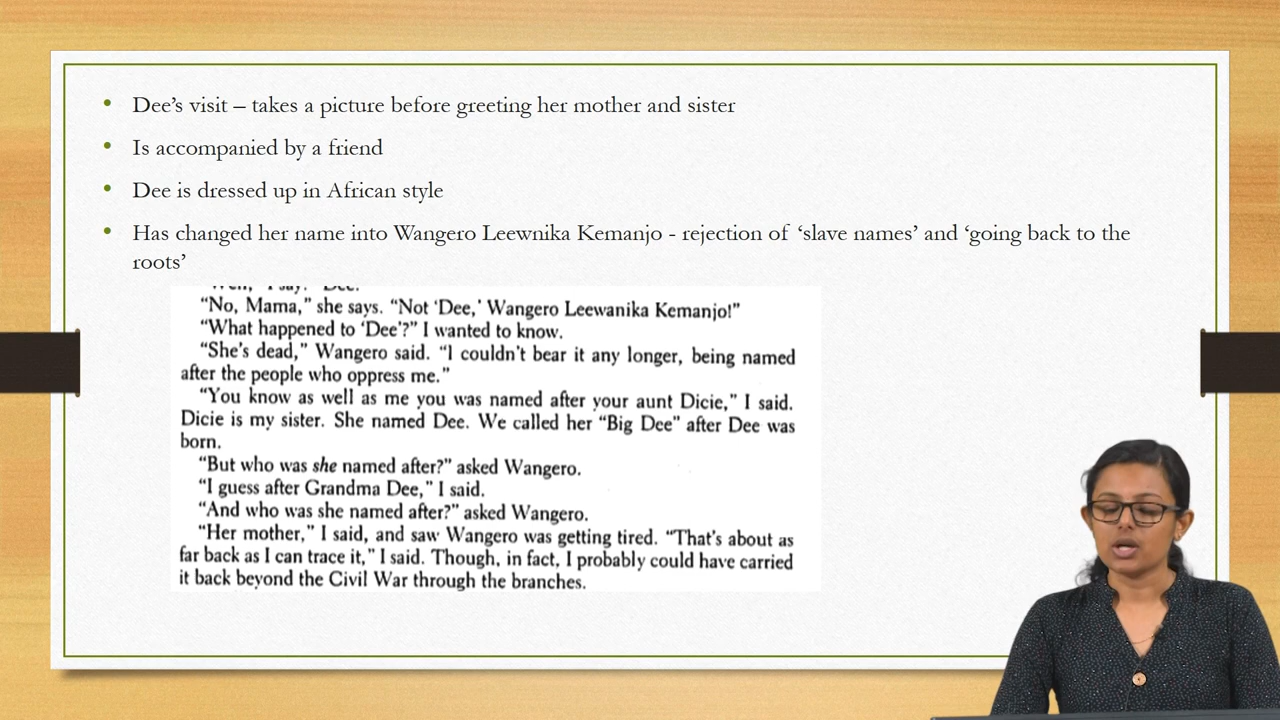 Dee’s visit – takes a picture before greeting her mother and sister
Is accompanied by a friend
Dee is dressed up in African style
Has changed her name into Wangero Leewnika Kemanjo - rejection of ‘slave names’ and ‘going back to the
roots’
“No, Mama,” she says. “Not ‘Dee,’ Wangero Leewanika Kemanjo!”
“What happened to ‘Dee’?” I wanted to know.
“She’s dead,” Wangero said. “I couldn’t bear it any longer, being named
after the people who oppress me.”
“You know as well as me you was named after your aunt Dicie,” I said.
Dicie is my sister. She named Dee. We called her “Big Dee” after Dee was
born.
“But who was she named after?” asked Wangero.
“I guess after Grandma Dee,” I said.
“And who was she named after?” asked Wangero.
“Her mother,” I said, and saw Wangero was getting tired. “That’s about as
far back as I can trace it,” I said. Though, in fact, I probably could have carried
it back beyond the Civil War through the branches.